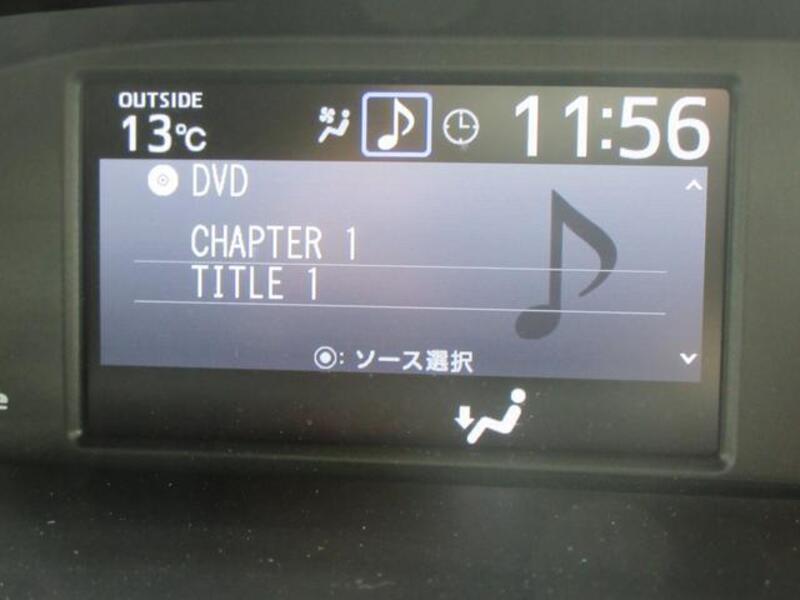 OUTSIDE
13℃
11:56
DVD
CHAPTER 1
TITLE 1
: ソース選択